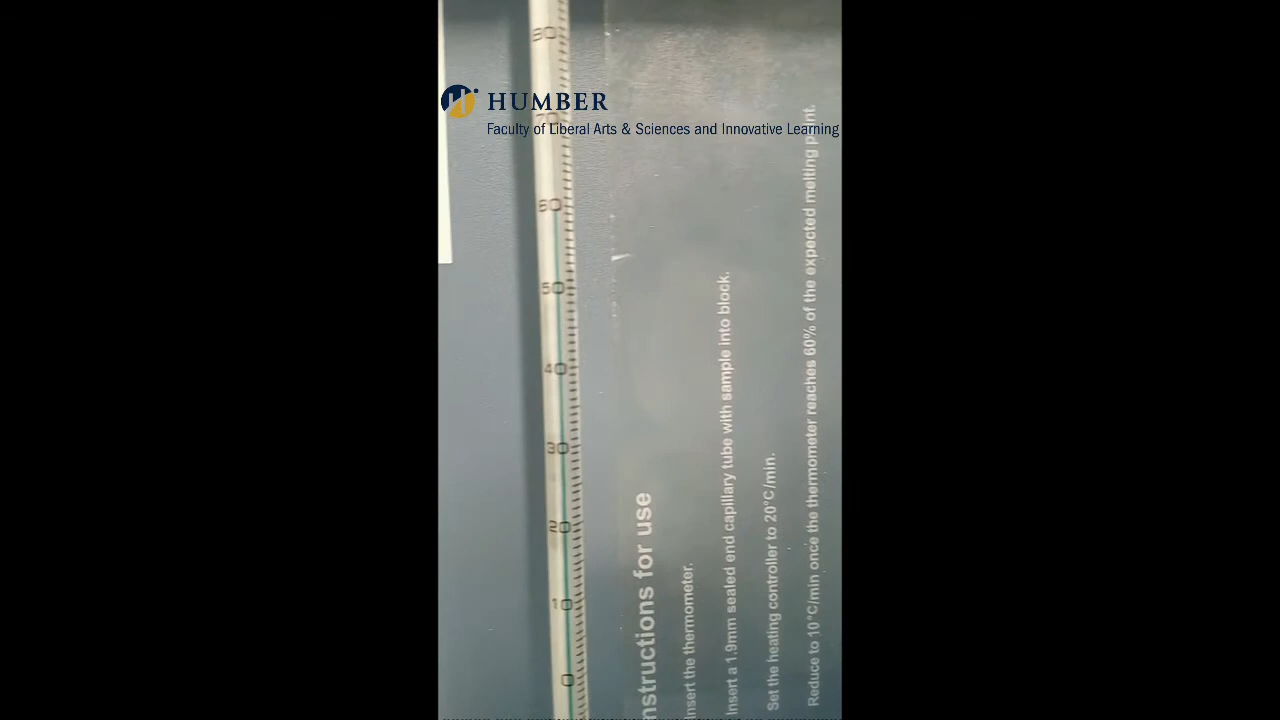 HUMBER
Faculty of Liberal Arts & Sciences and Innovative Learning
80
70
60
50
40
30
20
10
0
nstructions for use
Insert the thermometer.
Insert a 1.9mm sealed end capillary tube with sample into block.
Set the heating controller to 20°C/min.
Reduce to 10°C/min once the thermometer reaches 60% of the expected melting point.